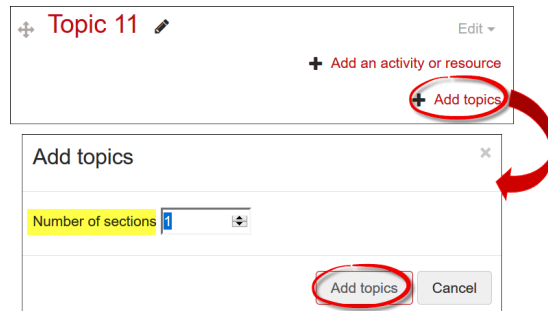 Topic 11
Edit
Add an activity or resource
Add topics
Add topics
×
Number of sections 1
Add topics Cancel